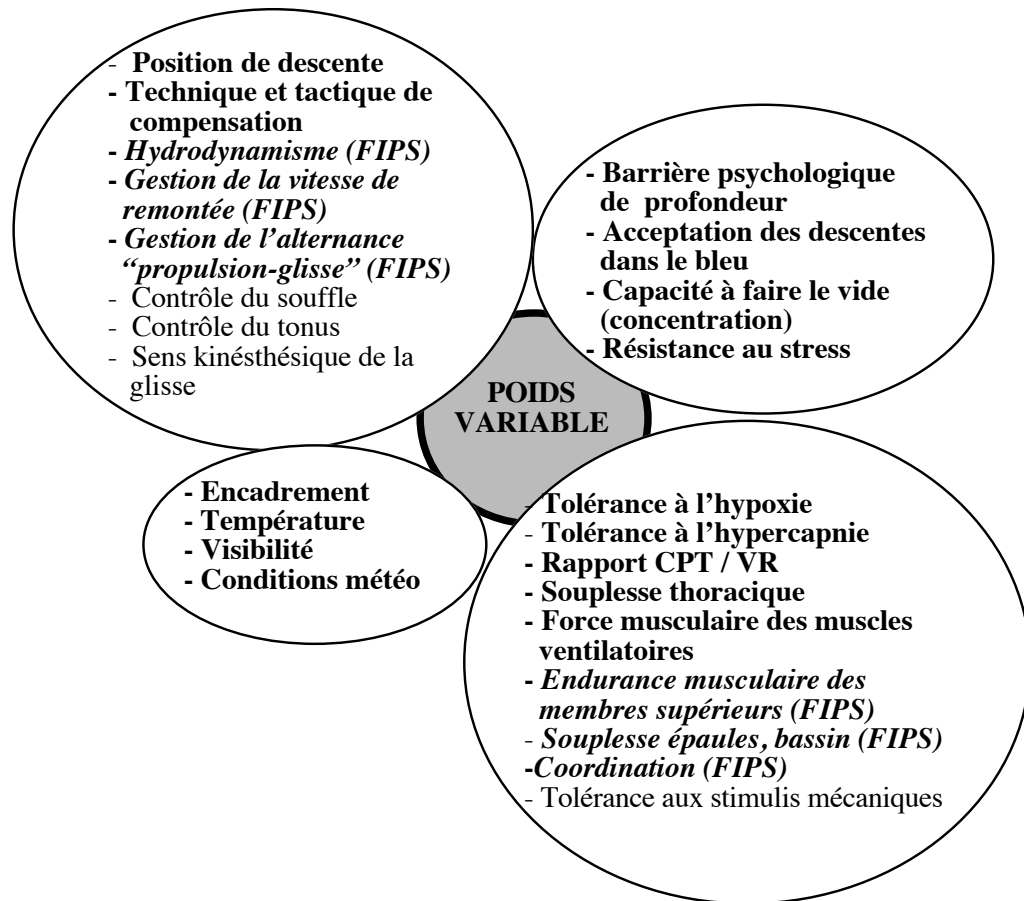 - Position de descente
- Technique et tactique de
compensation
- Hydrodynamisme (FIPS)
- Gestion de la vitesse de
remontée (FIPS)
- Gestion de l’alternance
“propulsion-glisse” (FIPS)
- Contrôle du souffle
- Contrôle du tonus
- Sens kinésthésique de la
glisse
- Barrière psychologique
de profondeur
- Acceptation des descentes
dans le bleu
- Capacité à faire le vide
(concentration)
- Résistance au stress
POIDS
VARIABLE
- Encadrement
- Température
- Visibilité
- Conditions météo
- Tolérance à l’hypoxie
- Tolérance à l’hypercapnie
- Rapport CPT / VR
- Souplesse thoracique
- Force musculaire des muscles
ventilatoires
- Endurance musculaire des
membres supérieurs (FIPS)
- Souplesse épaules, bassin (FIPS)
-Coordination (FIPS)
- Tolérance aux stimulis mécaniques